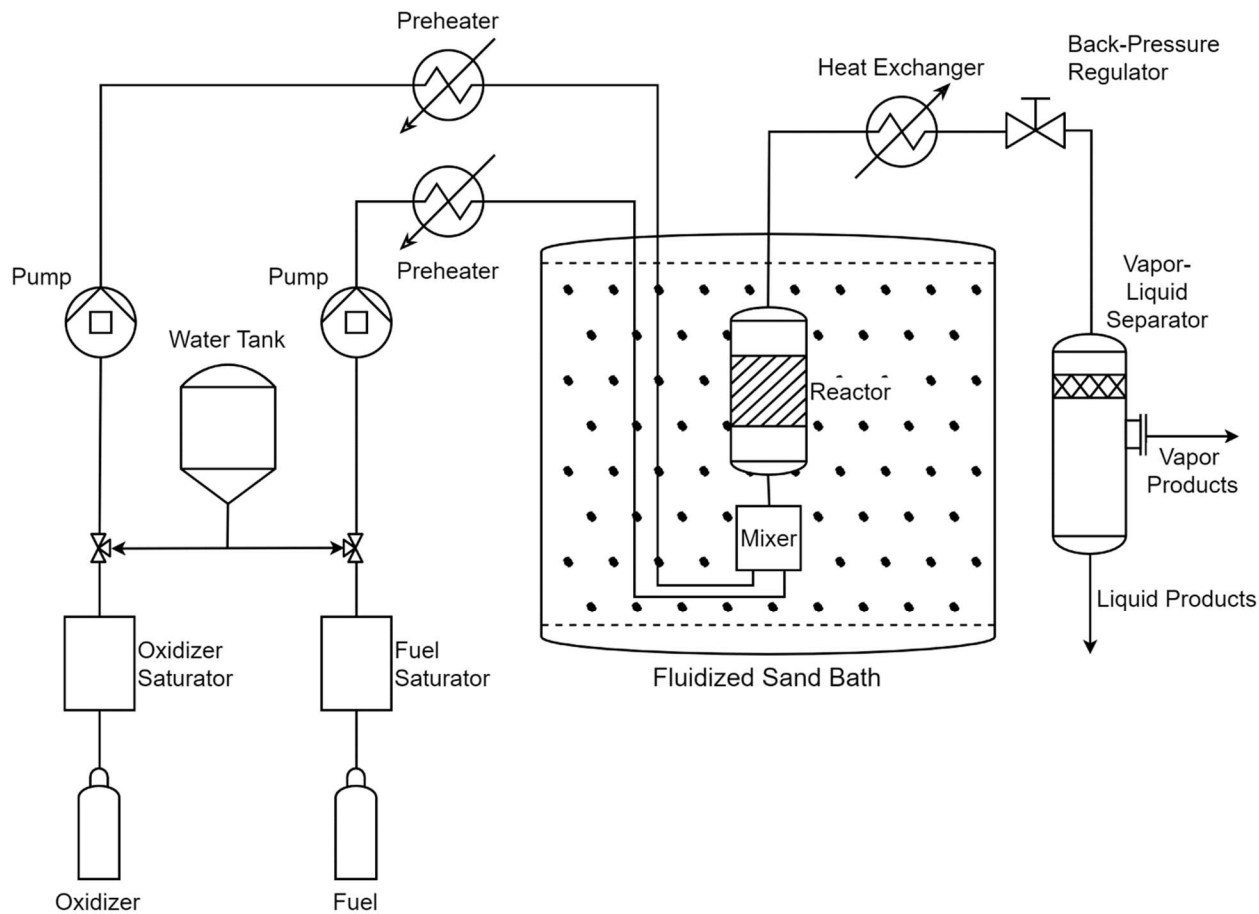 Preheater
Back-Pressure
Regulator
Heat Exchanger
Preheater
Pump
Pump
Vapor-
Liquid
Separator
Water Tank
Reactor
Vapor
Products
Mixer
Liquid Products
Oxidizer
Saturator
Fuel
Saturator
Fluidized Sand Bath
Oxidizer
Fuel